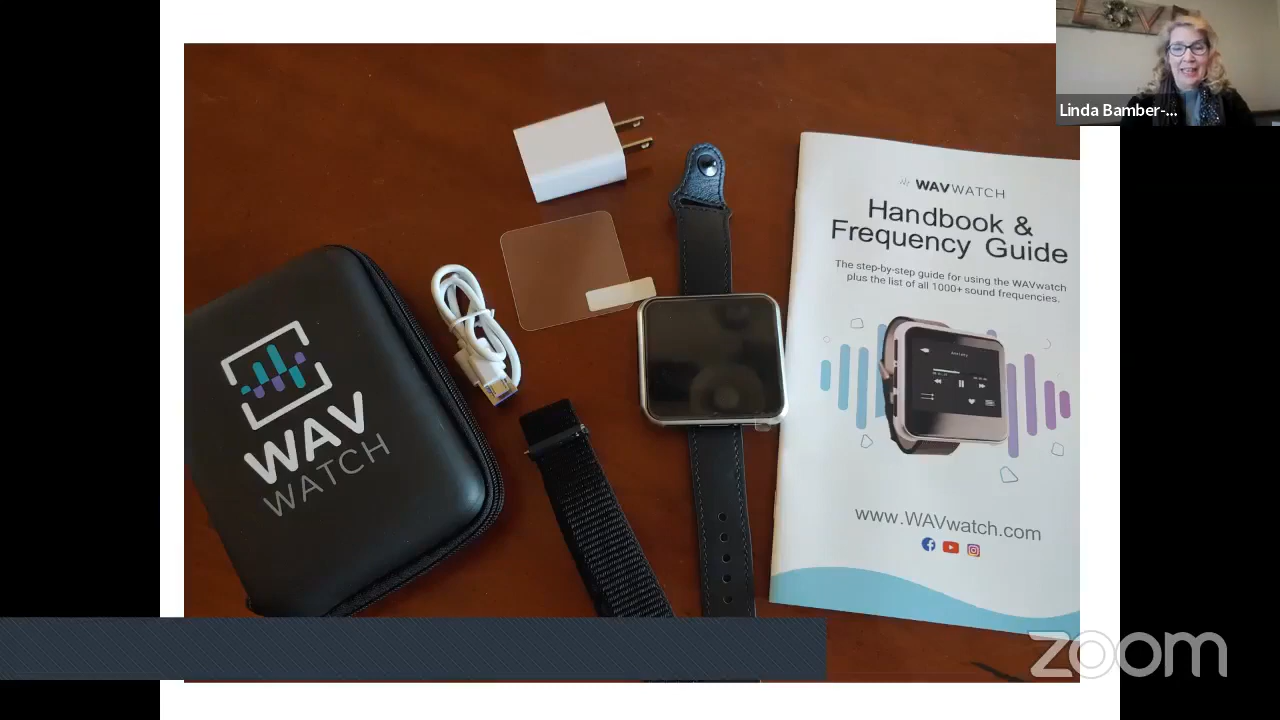 Linda Bamber-...
WAVWATCH
Handbook &
Frequency Guide
The step-by-step guide for using the WAVwatch
plus the list of all 1000+ sound frequencies.
Anxiety
www.WAVwatch.com
WAV
WATCH
zoom